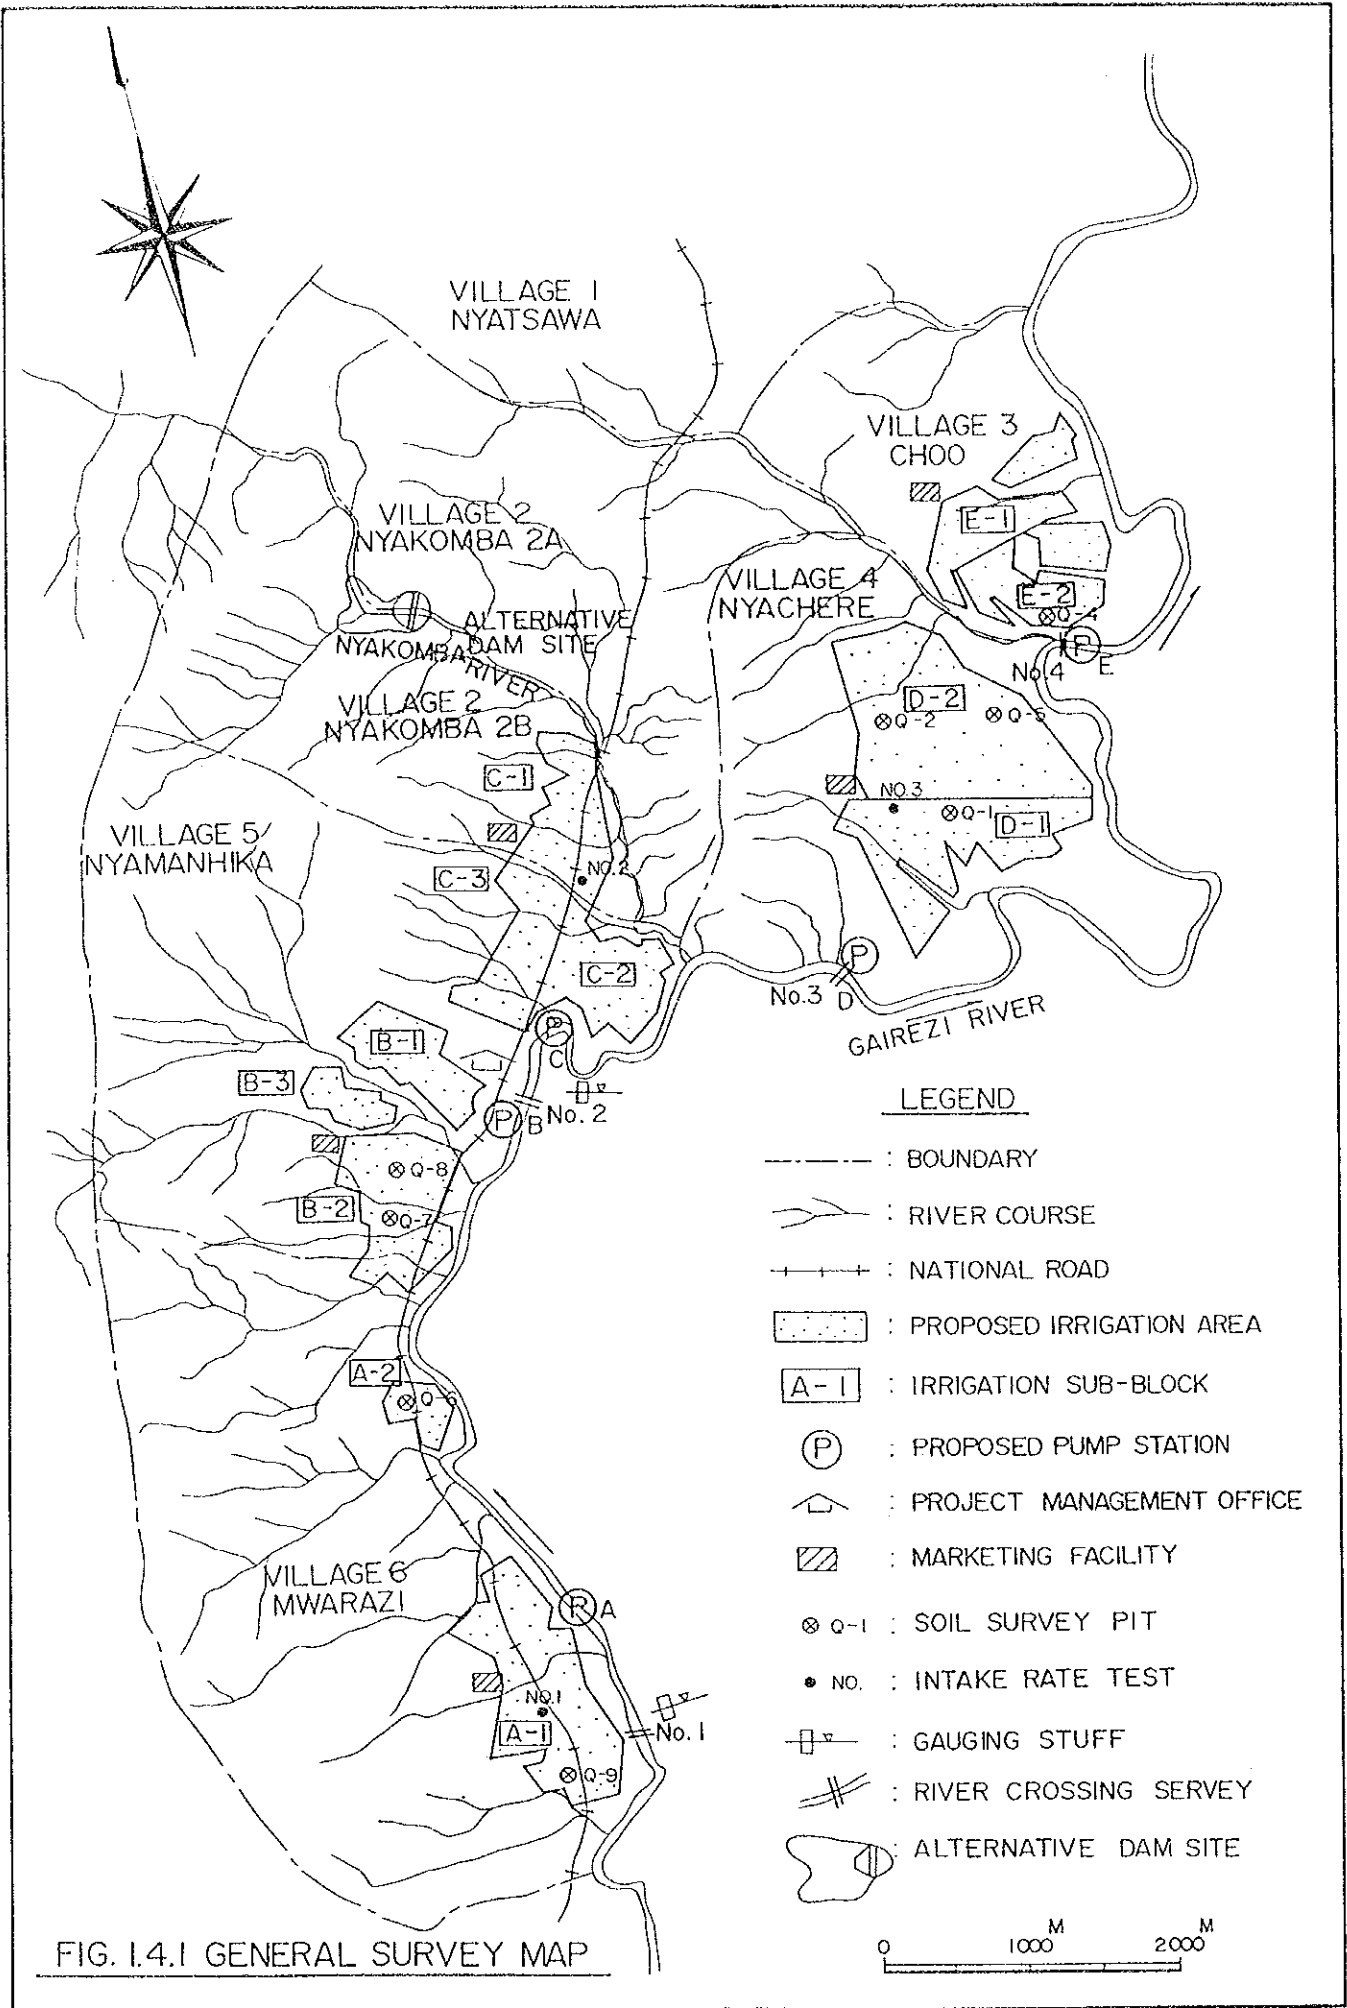 VILLAGE 1
NYATSAWA
VILLAGE 3
CHOO
E-1
VILLAGE 2
NYAKOMBA 2A
VILLAGE 4
NYACHERE
E-2
Q-4
ALTERNATIVE
DAM SITE
NYAKOMBA RIVER
P
E
No.4
VILLAGE 2
NYAKOMBA 2B
D-2
Q-2
Q-5
C-1
NO.3
Q-1
D-1
VILLAGE 5
NYAMANHIKA
C-3
NO.2
C-2
P
No.3
D
GAIREZI RIVER
P
C
B-1
B-3
P
B
No.2
Q-8
B-2
Q-7
A-2
Q-6
VILLAGE 6
MWARAZI
P
A
NO.1
A-1
No.1
Q-9
LEGEND
: BOUNDARY
: RIVER COURSE
: NATIONAL ROAD
: PROPOSED IRRIGATION AREA
A-1 : IRRIGATION SUB-BLOCK
P : PROPOSED PUMP STATION
: PROJECT MANAGEMENT OFFICE
: MARKETING FACILITY
Q-1 : SOIL SURVEY PIT
NO. : INTAKE RATE TEST
: GAUGING STUFF
: RIVER CROSSING SERVEY
: ALTERNATIVE DAM SITE
M M
0 1000 2000
FIG. 1.4.1 GENERAL SURVEY MAP